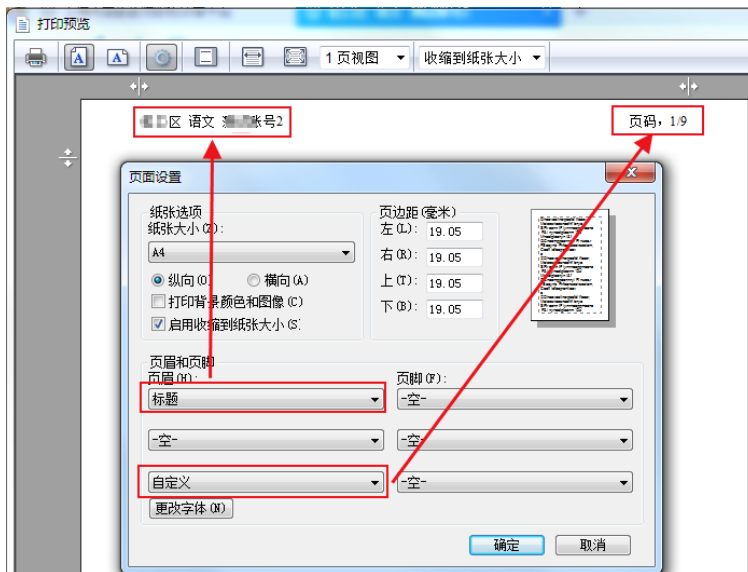 打印预览
1 页视图 收缩到纸张大小
区 语文 账号2
页码，1/9
页面设置
纸张选项
纸张大小(Z):
A4
纵向(O) 横向(A)
打印背景颜色和图像(C)
启用收缩到纸张大小(S)
页边距(毫米)
左(L): 19.05
右(R): 19.05
上(T): 19.05
下(B): 19.05
页眉和页脚
页眉(H): 页脚(F):
标题 -空-
-空- -空-
自定义 -空-
更改字体(N)
确定 取消